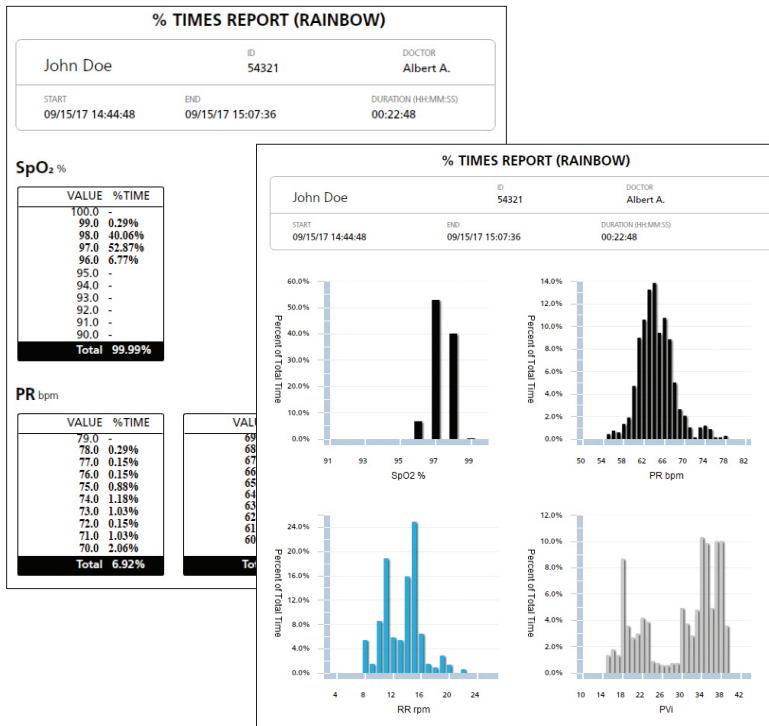 % TIMES REPORT (RAINBOW)
John Doe
ID
54321
DOCTOR
Albert A.
START
09/15/17 14:44:48
END
09/15/17 15:07:36
DURATION (HH:MM:SS)
00:22:48
SpO₂ %
VALUE %TIME
100.0 -
99.0 0.29%
98.0 40.06%
97.0 52.87%
96.0 6.77%
95.0 -
94.0 -
93.0 -
92.0 -
91.0 -
90.0 -
Total 99.99%
PR bpm
VALUE %TIME
79.0 -
78.0 0.29%
77.0 0.15%
76.0 0.15%
75.0 0.88%
74.0 1.18%
73.0 1.03%
72.0 0.15%
71.0 1.03%
70.0 2.06%
Total 6.92%
% TIMES REPORT (RAINBOW)
John Doe
ID
54321
DOCTOR
Albert A.
START
09/15/17 14:44:48
END
09/15/17 15:07:36
DURATION (HH:MM:SS)
00:22:48
Percent of Total Time
60.0%
50.0%
40.0%
30.0%
20.0%
10.0%
0.0%
91 93 95 97 99
SpO2 %
Percent of Total Time
14.0%
12.0%
10.0%
8.0%
6.0%
4.0%
2.0%
0.0%
50 54 58 62 66 70 74 78 82
PR bpm
Percent of Total Time
24.0%
20.0%
16.0%
12.0%
8.0%
4.0%
0.0%
4 8 12 16 20 24
RR rpm
Percent of Total Time
12.0%
10.0%
8.0%
6.0%
4.0%
2.0%
0.0%
10 14 18 22 26 30 34 38 42
PVi